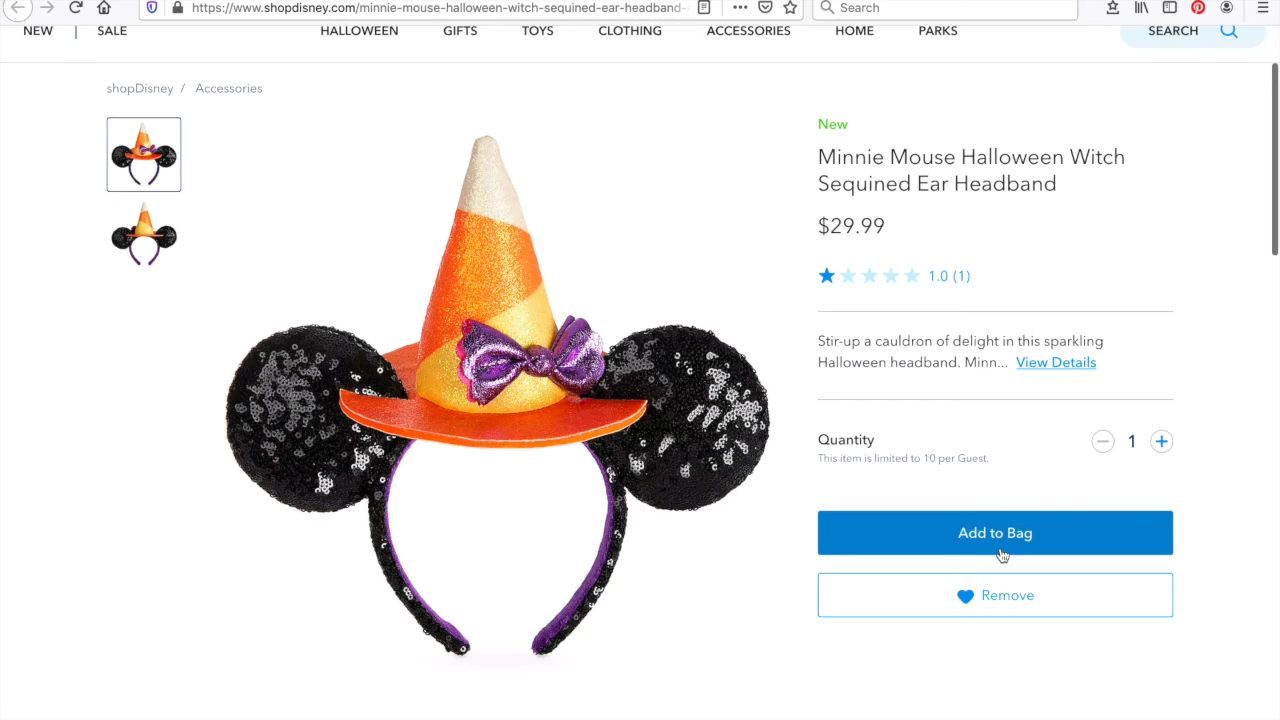 https://www.shopdisney.com/minnie-mouse-halloween-witch-sequined-ear-headband-
Search
NEW
SALE
HALLOWEEN
GIFTS
TOYS
CLOTHING
ACCESSORIES
HOME
PARKS
SEARCH
shopDisney / Accessories
New
Minnie Mouse Halloween Witch
Sequined Ear Headband
$29.99
1.0 (1)
Stir-up a cauldron of delight in this sparkling
Halloween headband. Minn... View Details
Quantity
1
This item is limited to 10 per Guest.
Add to Bag
Remove